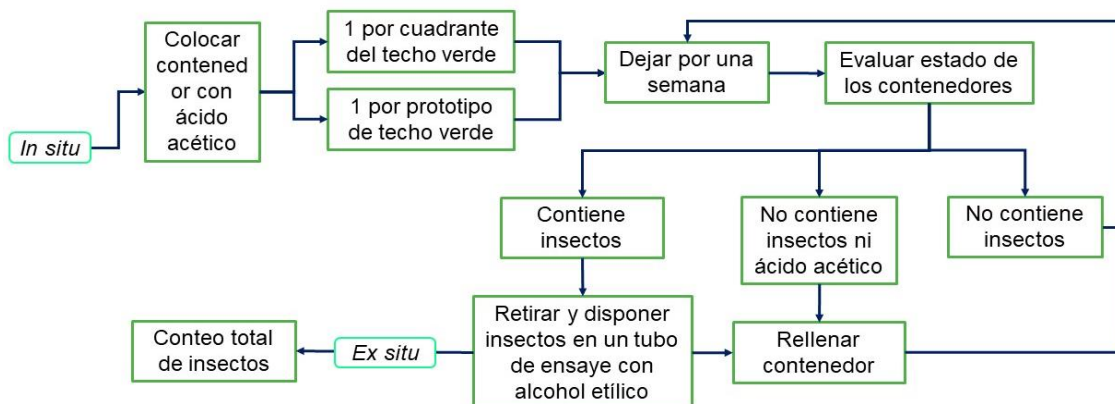 In situ
Colocar
contened
or con
ácido
acético
1 por cuadrante
del techo verde
1 por prototipo
de techo verde
Dejar por una
semana
Evaluar estado de
los contenedores
Contiene
insectos
No contiene
insectos ni
ácido acético
No contiene
insectos
Retirar y disponer
insectos en un tubo
de ensaye con
alcohol etílico
Rellenar
contenedor
Ex situ
Conteo total
de insectos